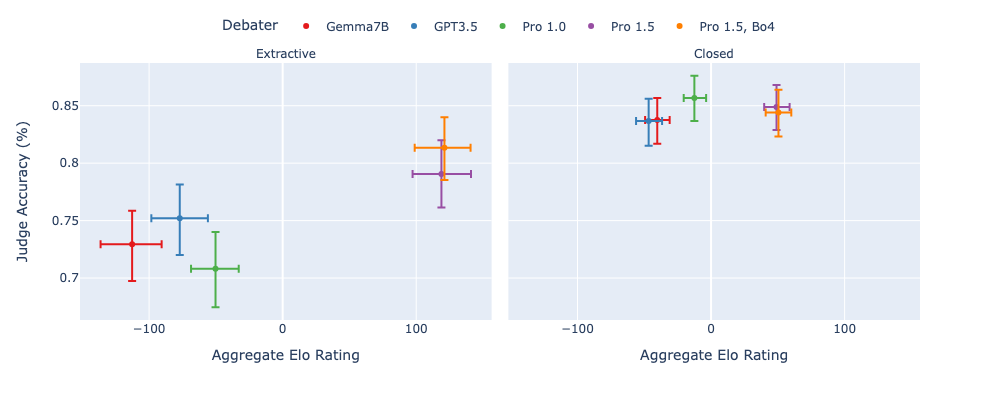 Debater Gemma7B GPT3.5 Pro 1.0 Pro 1.5 Pro 1.5, Bo4
Extractive Closed
0.85
0.8
0.75
0.7
Judge Accuracy (%)
−100 0 100 −100 0 100
Aggregate Elo Rating Aggregate Elo Rating